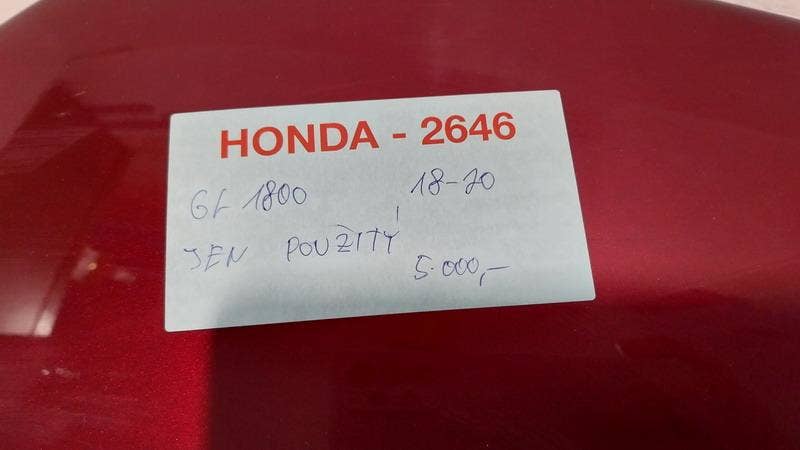 HONDA - 2646
GL 1800 18-20
JEN POUŽITÝ
5.000,-